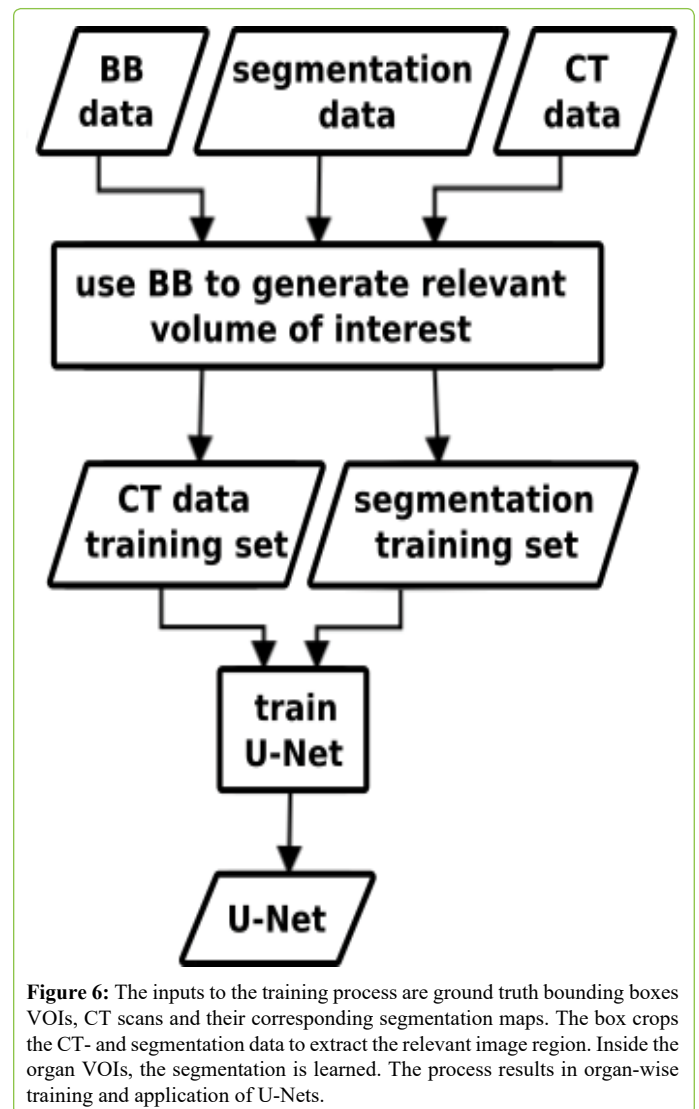 BB
data
segmentation
data
CT
data
use BB to generate relevant
volume of interest
CT data
training set
segmentation
training set
train
U-Net
U-Net
Figure 6: The inputs to the training process are ground truth bounding boxes
VOIs, CT scans and their corresponding segmentation maps. The box crops
the CT- and segmentation data to extract the relevant image region. Inside the
organ VOIs, the segmentation is learned. The process results in organ-wise
training and application of U-Nets.